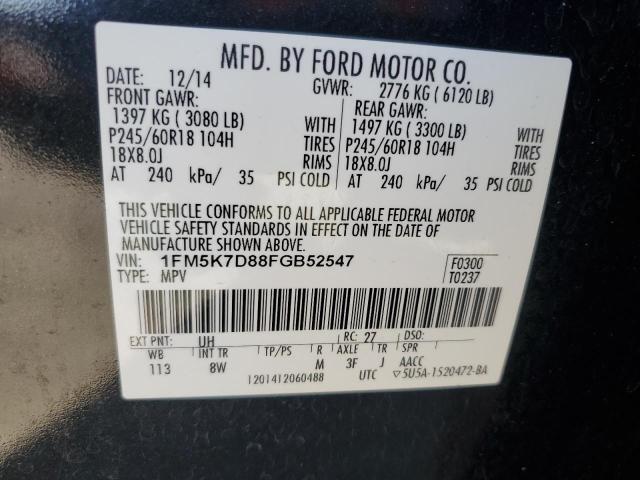 MFD. BY FORD MOTOR CO.
DATE: 12/14 GVWR: 2776 KG ( 6120 LB)
FRONT GAWR: REAR GAWR:
1397 KG ( 3080 LB) WITH 1497 KG ( 3300 LB) WITH
P245/60R18 104H TIRES P245/60R18 104H TIRES
18X8.0J RIMS 18X8.0J RIMS
AT 240 kPa/ 35 PSI COLD AT 240 kPa/ 35 PSI COLD
THIS VEHICLE CONFORMS TO ALL APPLICABLE FEDERAL MOTOR
VEHICLE SAFETY STANDARDS IN EFFECT ON THE DATE OF
MANUFACTURE SHOWN ABOVE.
VIN: 1FM5K7D88FGB52547 F0300
TYPE: MPV T0237
EXT PNT: UH RC: 27 DSO:
WB INT TR TP/PS R AXLE TR SPR
113 8W M 3F J AACC
1201412060488 UTC ▽5U5A-1520472-BA